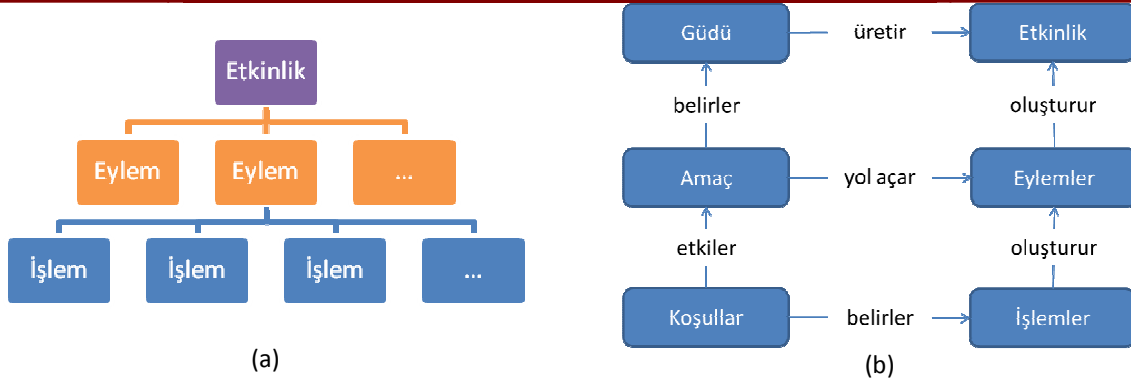 Etkinlik
Eylem Eylem ...
İşlem İşlem İşlem ...
(a)
Güdü üretir Etkinlik
belirler oluşturur
Amaç yol açar Eylemler
etkiler oluşturur
Koşullar belirler İşlemler
(b)